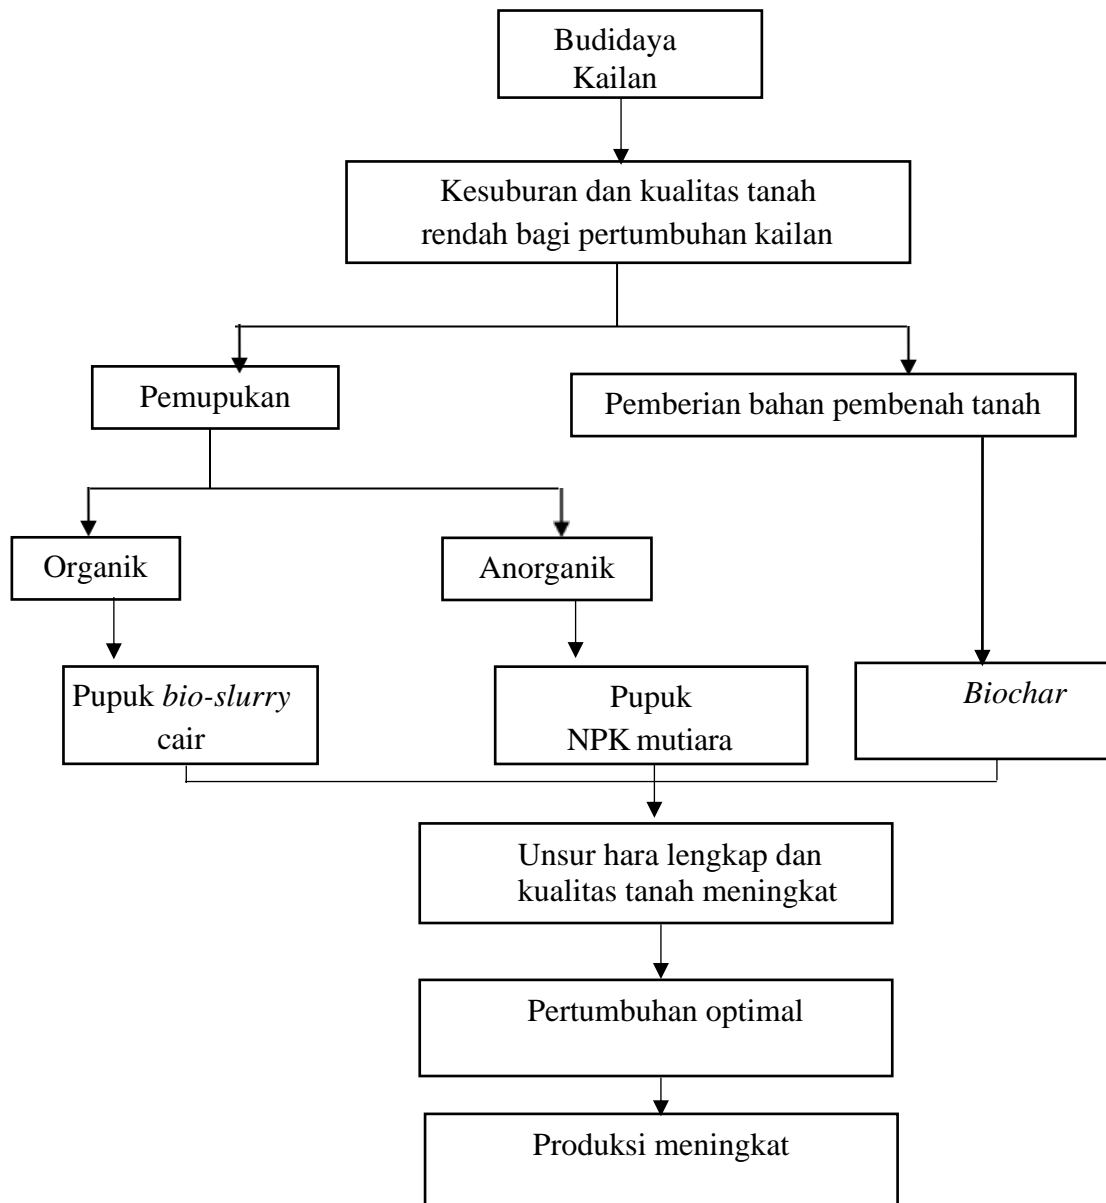 Budidaya
Kailan
Kesuburan dan kualitas tanah
rendah bagi pertumbuhan kailan
Pemupukan
Pemberian bahan pembenah tanah
Organik
Anorganik
Pupuk bio-slurry
cair
Pupuk
NPK mutiara
Biochar
Unsur hara lengkap dan
kualitas tanah meningkat
Pertumbuhan optimal
Produksi meningkat